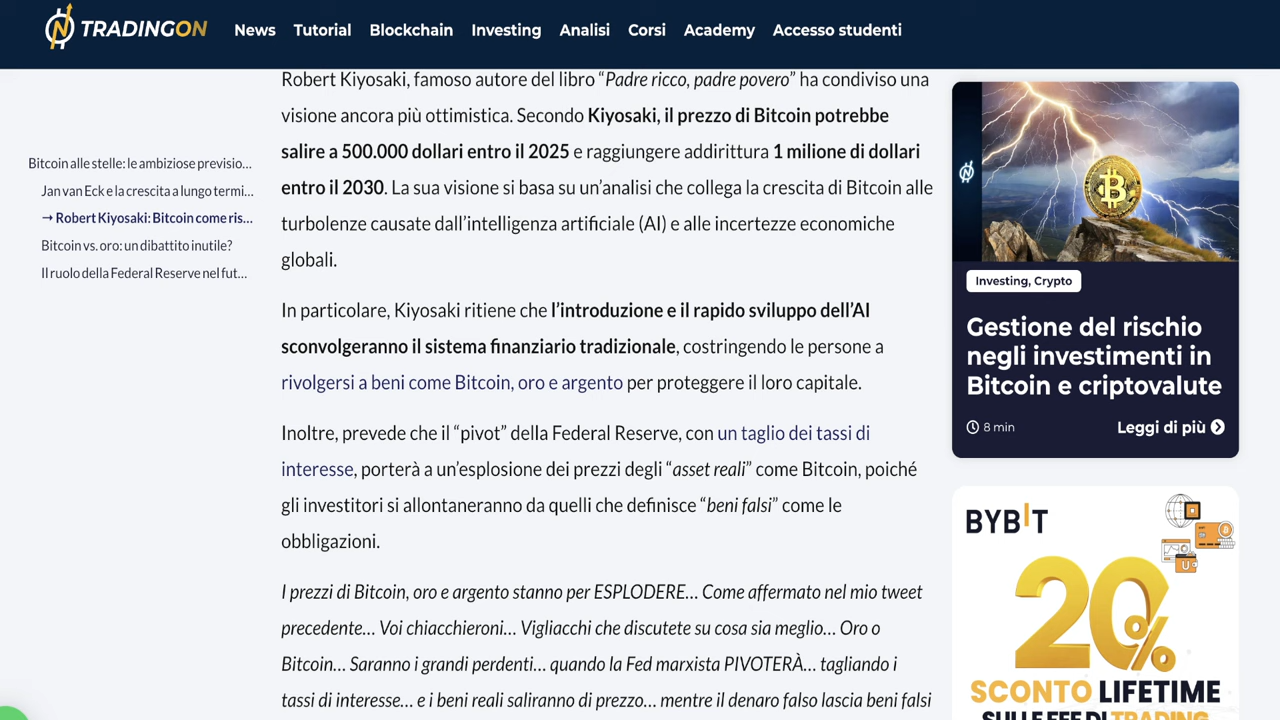 TRADINGON
News Tutorial Blockchain Investing Analisi Corsi Academy Accesso studenti
Bitcoin alle stelle: le ambiziose previsio...
Jan van Eck e la crescita a lungo termi...
→ Robert Kiyosaki: Bitcoin come ris...
Bitcoin vs. oro: un dibattito inutile?
Il ruolo della Federal Reserve nel fut...
Robert Kiyosaki, famoso autore del libro “Padre ricco, padre povero” ha condiviso una
visione ancora più ottimistica. Secondo Kiyosaki, il prezzo di Bitcoin potrebbe
salire a 500.000 dollari entro il 2025 e raggiungere addirittura 1 milione di dollari
entro il 2030. La sua visione si basa su un’analisi che collega la crescita di Bitcoin alle
turbolenze causate dall’intelligenza artificiale (AI) e alle incertezze economiche
globali.
In particolare, Kiyosaki ritiene che l’introduzione e il rapido sviluppo dell’AI
sconvolgeranno il sistema finanziario tradizionale, costringendo le persone a
rivolgersi a beni come Bitcoin, oro e argento per proteggere il loro capitale.
Inoltre, prevede che il “pivot” della Federal Reserve, con un taglio dei tassi di
interesse, porterà a un’esplosione dei prezzi degli “asset reali” come Bitcoin, poiché
gli investitori si allontaneranno da quelli che definisce “beni falsi” come le
obbligazioni.
I prezzi di Bitcoin, oro e argento stanno per ESPLODERE… Come affermato nel mio tweet
precedente… Voi chiacchieroni… Vigliacchi che discutete su cosa sia meglio… Oro o
Bitcoin… Saranno i grandi perdenti… quando la Fed marxista PIVOTERÀ… tagliando i
tassi di interesse… e i beni reali saliranno di prezzo… mentre il denaro falso lascia beni falsi
Investing, Crypto
Gestione del rischio
negli investimenti in
Bitcoin e criptovalute
8 min Leggi di più
BYBIT
20%
SCONTO LIFETIME
SULLE FEE DI TRADING